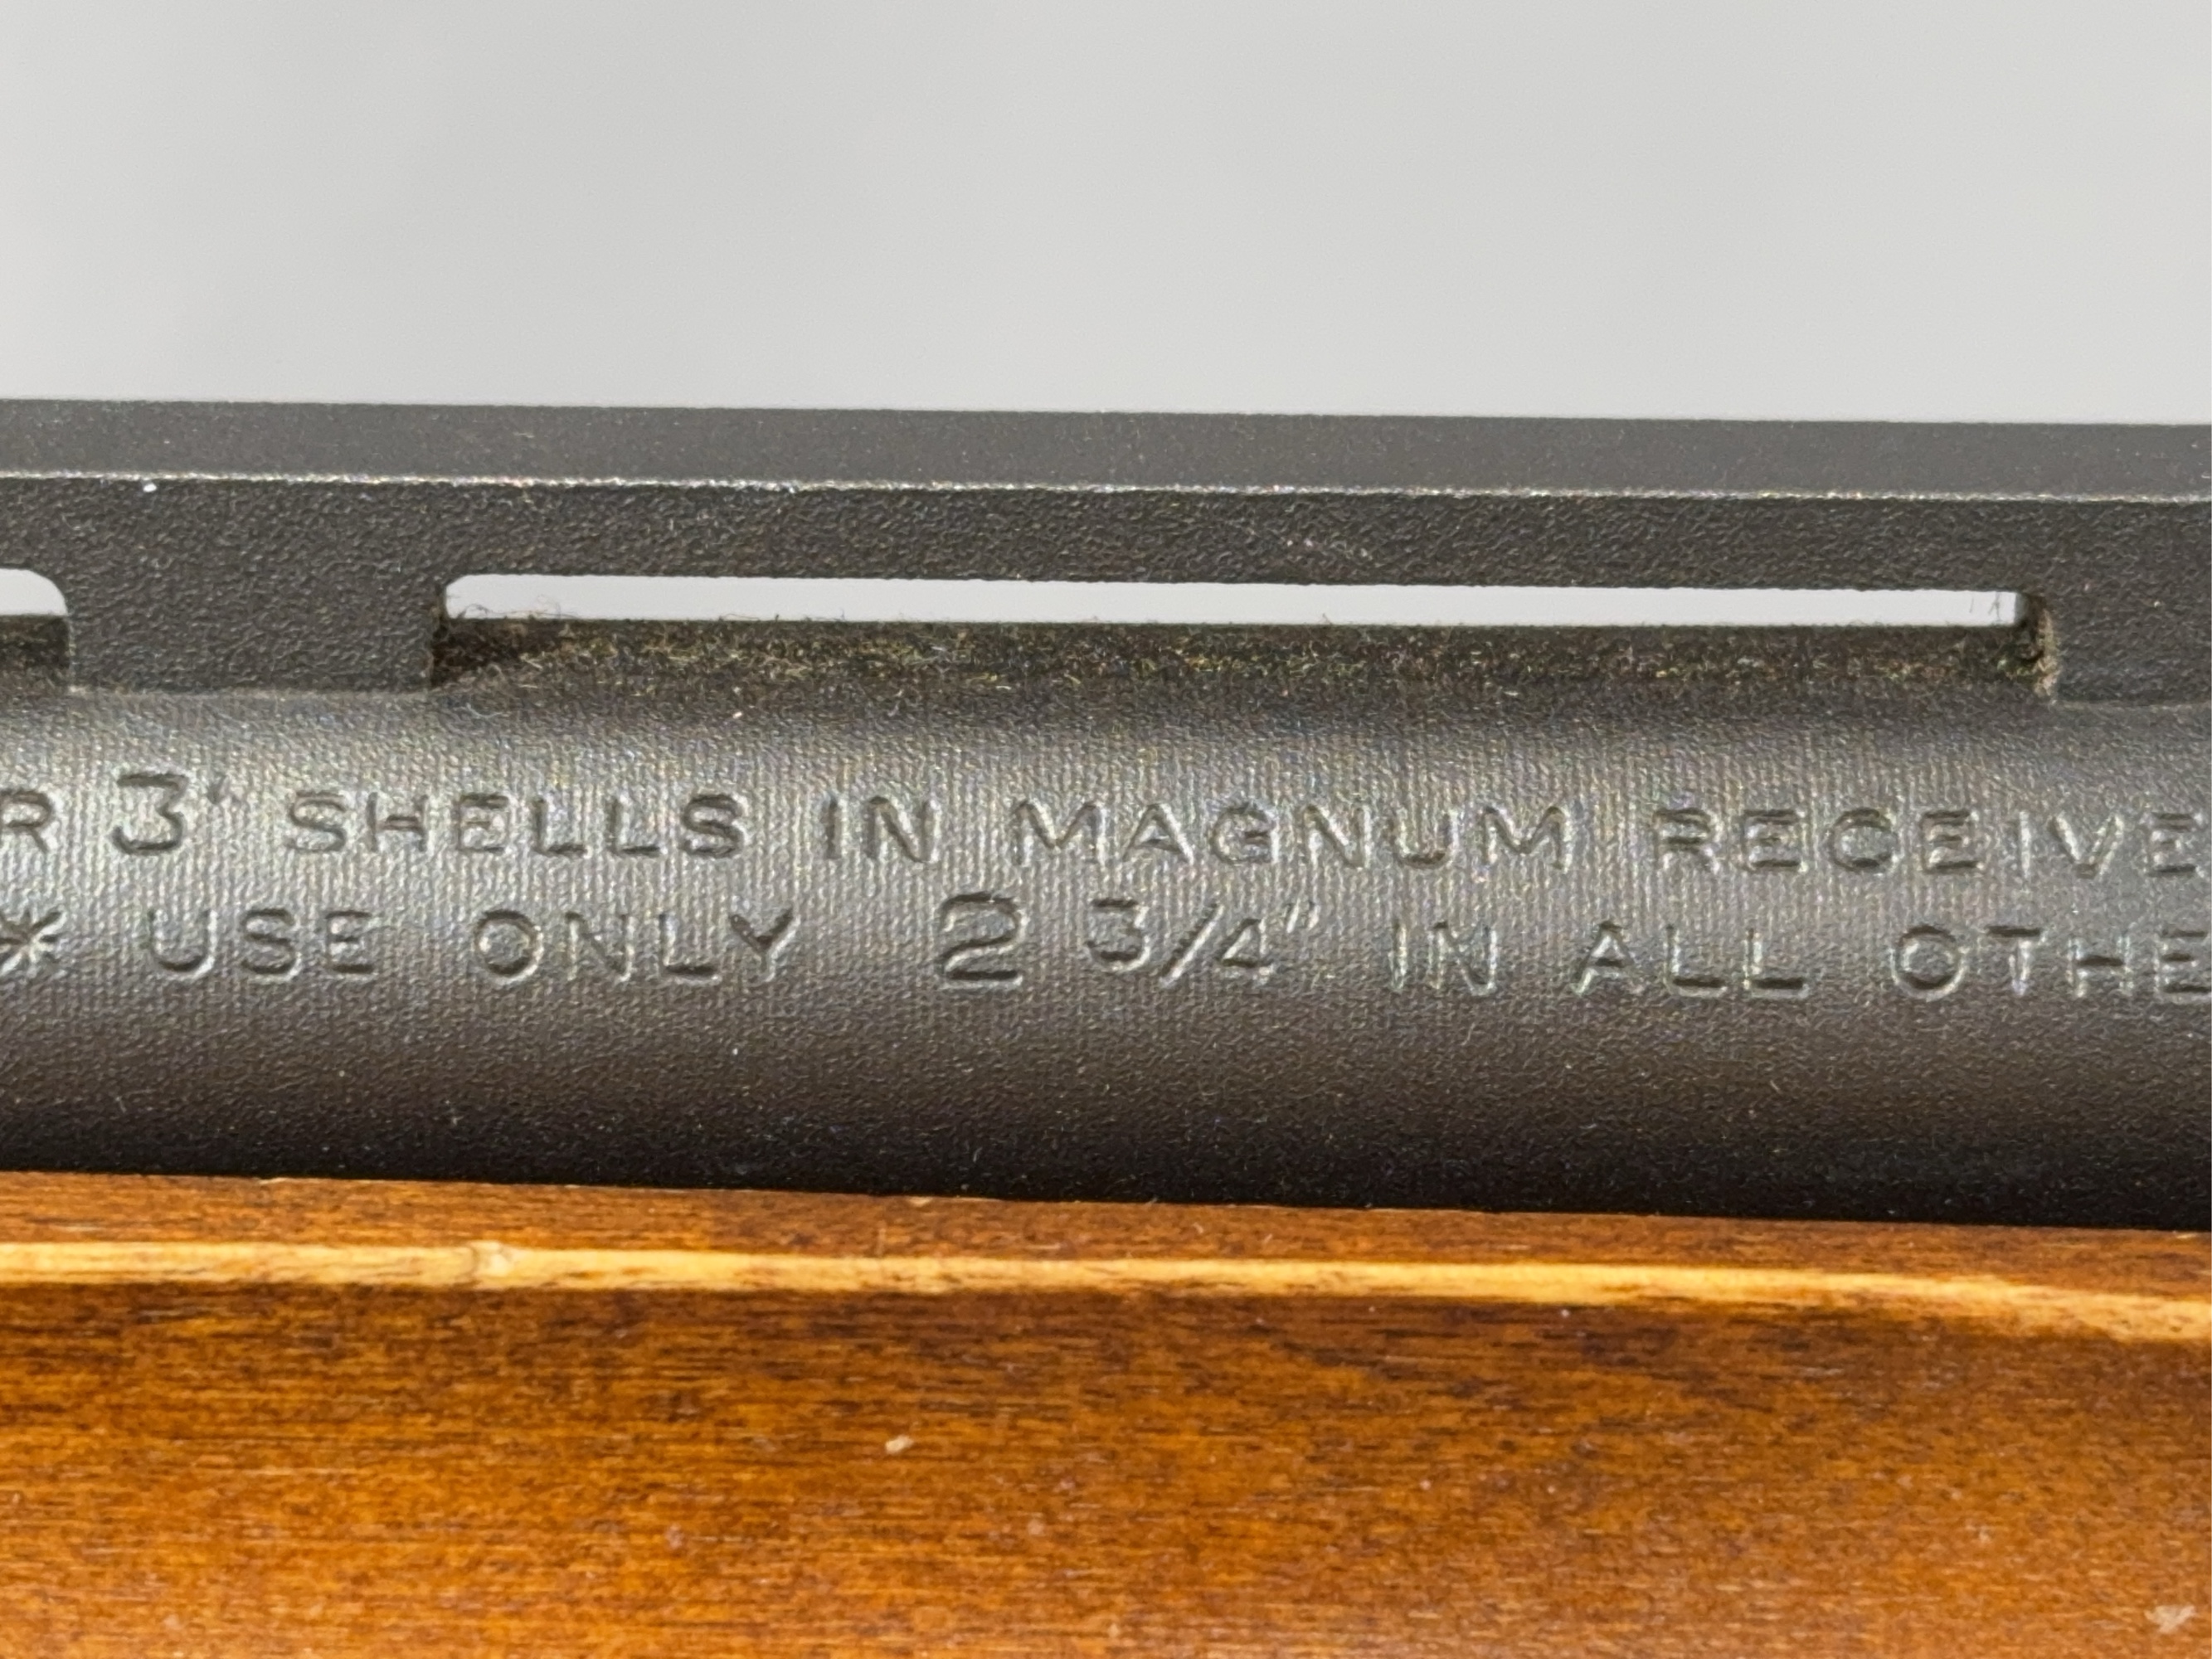 R 3" SHELLS IN MAGNUM RECEIVE
* USE ONLY 2 3/4" IN ALL OTHE